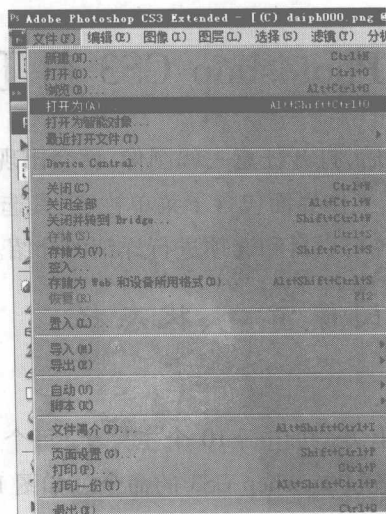 Ps Adobe Photoshop CS3 Extended - [(C) daiph000.png @
文件(F) 编辑(E) 图像(I) 图层(L) 选择(S) 滤镜(T) 分析
新建(N)... Ctrl+N
打开(O)... Ctrl+O
浏览(B)... Alt+Ctrl+O
打开为(A)... Alt+Shift+Ctrl+O
打开为智能对象...
最近打开文件(T)
Device Central...
关闭(C) Ctrl+W
关闭全部 Alt+Ctrl+W
关闭并转到 Bridge... Shift+Ctrl+W
存储(S) Ctrl+S
存储为(V)... Shift+Ctrl+S
签入...
存储为 Web 和设备所用格式(D)... Alt+Shift+Ctrl+S
恢复(R) F12
置入(L)...
导入(M)
导出(E)
自动(U)
脚本(K)
文件简介(F)... Alt+Shift+Ctrl+I
页面设置(G)... Shift+Ctrl+P
打印(P)... Ctrl+P
打印一份(Y) Alt+Shift+Ctrl+P
退出(X) Ctrl+Q